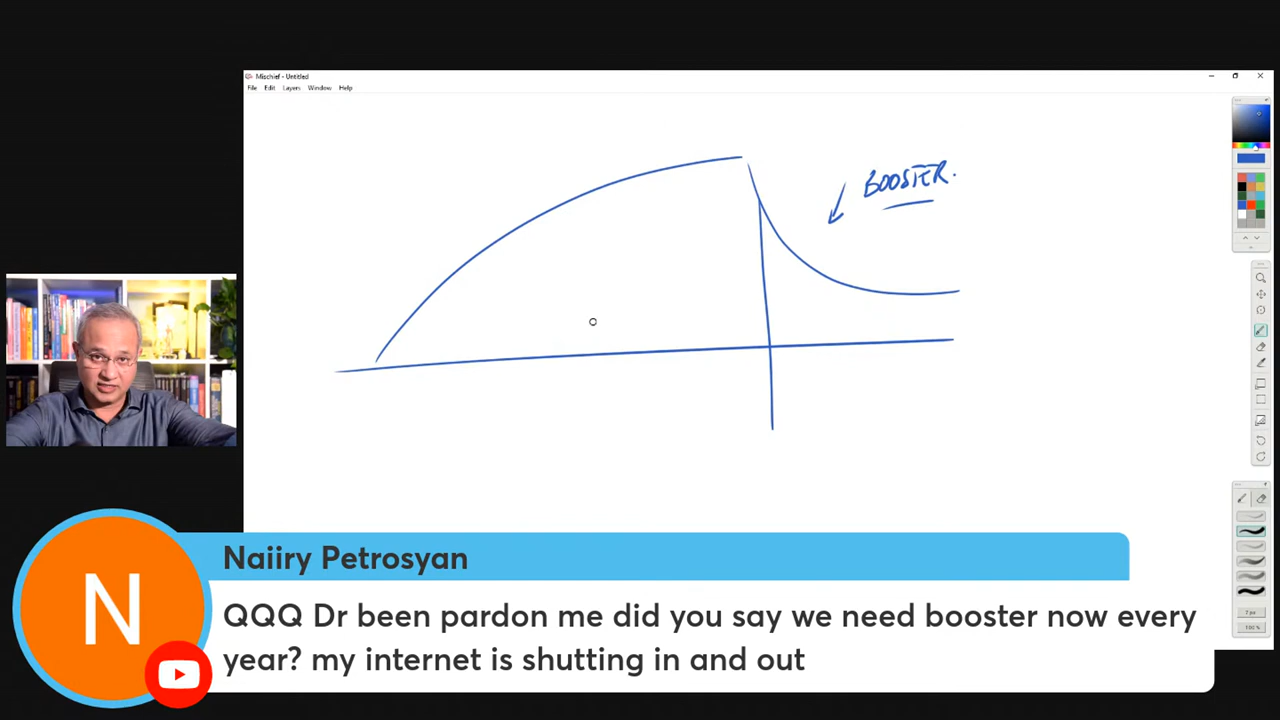 Mischief - Untitled
File Edit Layers Window Help
BOOSTER.
N
Naiiry Petrosyan
QQQ Dr been pardon me did you say we need booster now every
year? my internet is shutting in and out